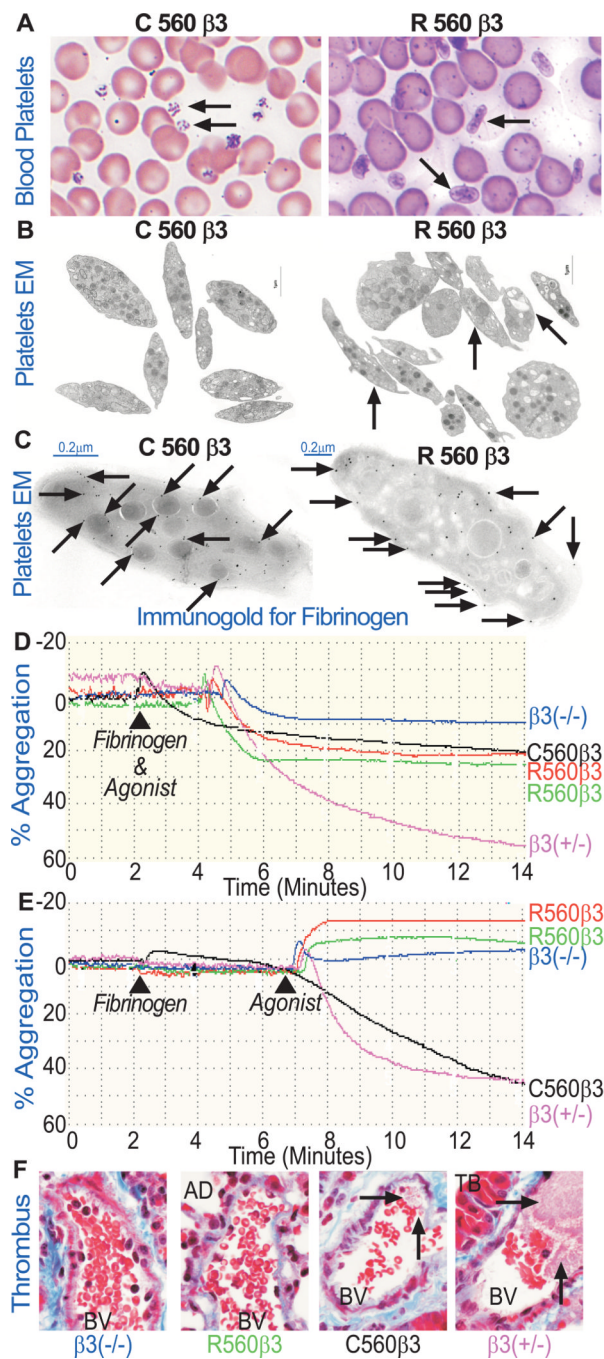 A
C 560 β3
R 560 β3
Blood Platelets
B
C 560 β3
R 560 β3
Platelets EM
1μm
1μm
C
0.2μm
C 560 β3
0.2μm
R 560 β3
Platelets EM
Immunogold for Fibrinogen
D
-20
0
20
40
60
% Aggregation
Fibrinogen
&
Agonist
β3(-/-)
C560β3
R560β3
R560β3
β3(+/-)
0 2 4 6 8 10 12 14
Time (Minutes)
E
-20
0
20
40
60
% Aggregation
Fibrinogen
Agonist
R560β3
R560β3
β3(-/-)
C560β3
β3(+/-)
0 2 4 6 8 10 12 14
Time (Minutes)
F
Thrombus
AD
TB
BV
BV
BV
BV
β3(-/-)
R560β3
C560β3
β3(+/-)